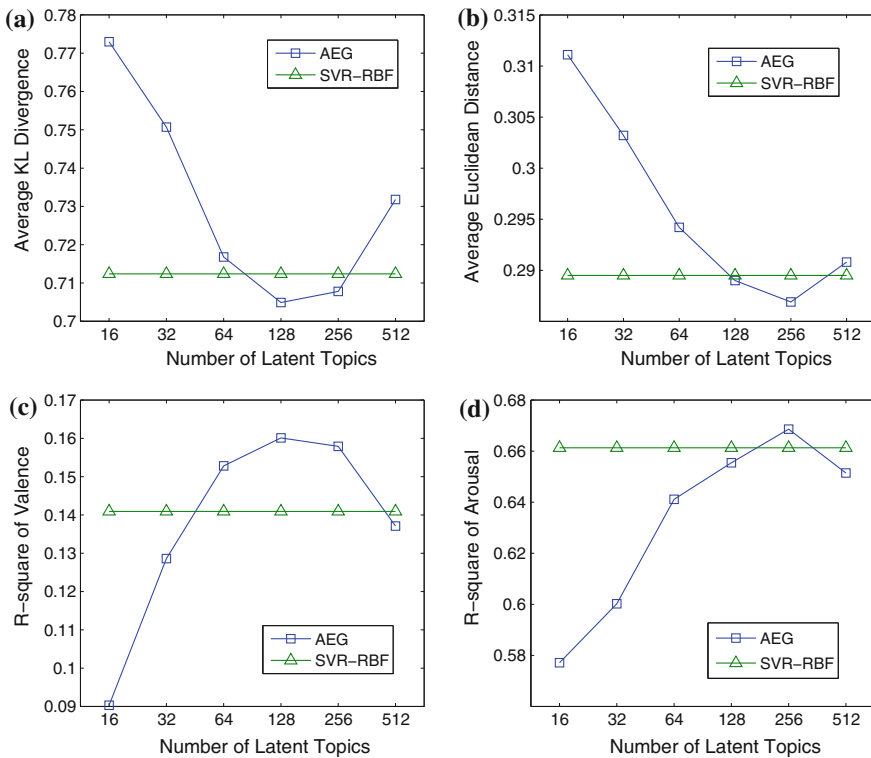 (a)
0.78
0.77
0.76
0.75
0.74
0.73
0.72
0.71
0.7
Average KL Divergence
AEG
SVR-RBF
16 32 64 128 256 512
Number of Latent Topics
(b)
0.315
0.31
0.305
0.3
0.295
0.29
Average Euclidean Distance
AEG
SVR-RBF
16 32 64 128 256 512
Number of Latent Topics
(c)
0.17
0.16
0.15
0.14
0.13
0.12
0.11
0.1
0.09
R-square of Valence
AEG
SVR-RBF
16 32 64 128 256 512
Number of Latent Topics
(d)
0.68
0.66
0.64
0.62
0.6
0.58
R-square of Arousal
AEG
SVR-RBF
16 32 64 128 256 512
Number of Latent Topics